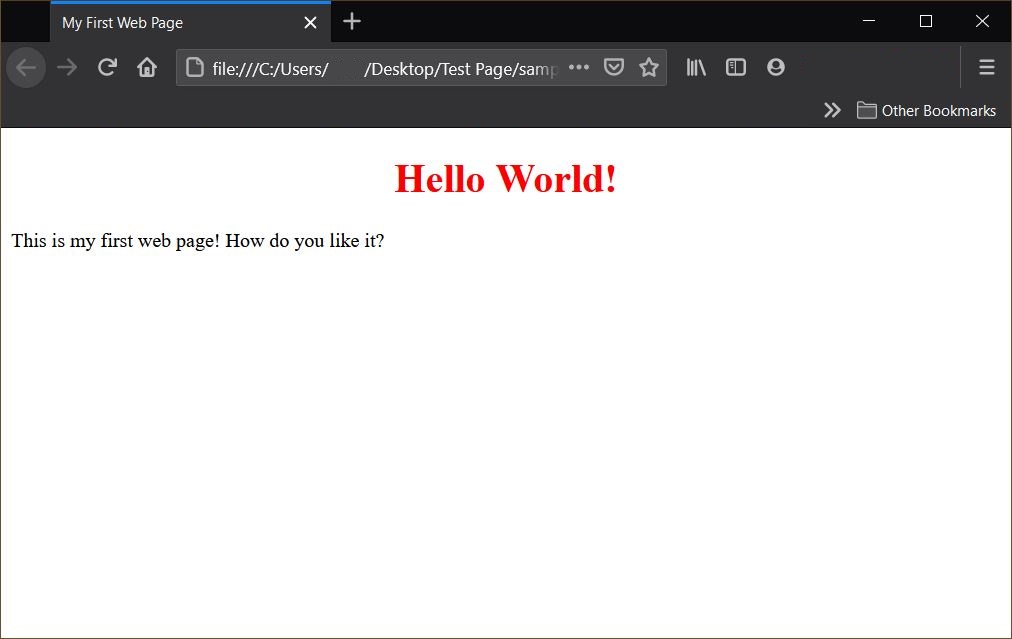 My First Web Page
file:///C:/Users/ /Desktop/Test Page/samp
Other Bookmarks
Hello World!
This is my first web page! How do you like it?